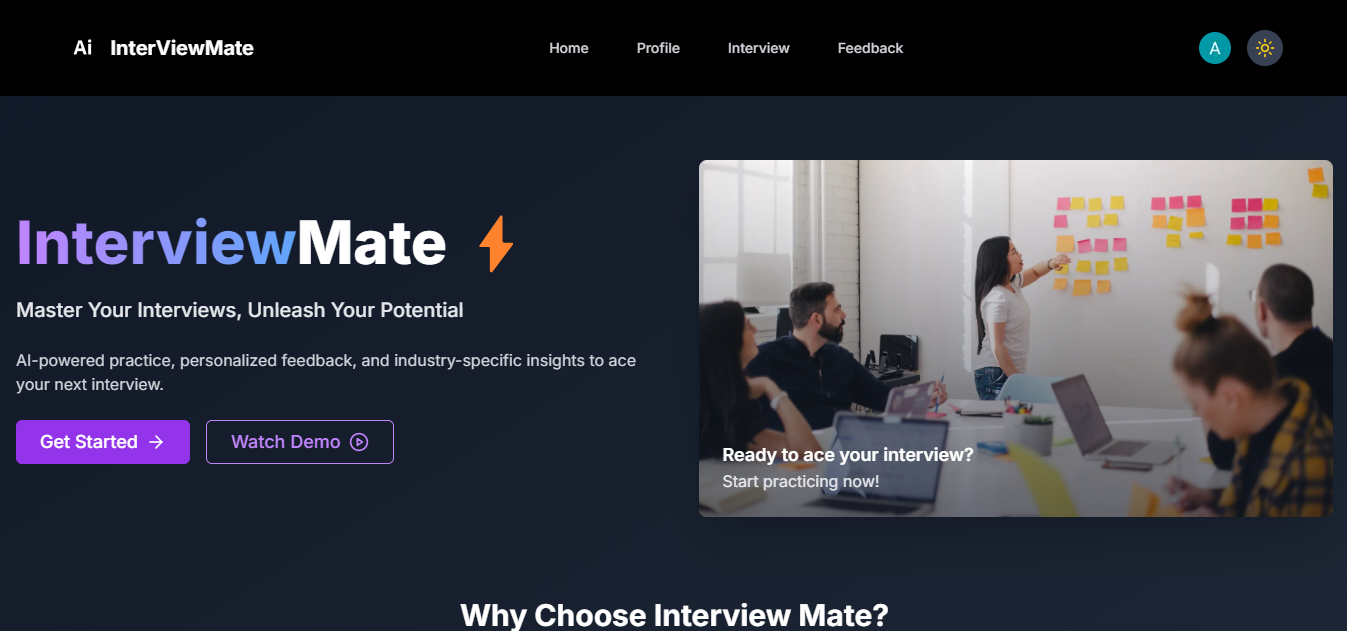 Ai InterViewMate
Home Profile Interview Feedback
A
InterviewMate
Master Your Interviews, Unleash Your Potential
AI-powered practice, personalized feedback, and industry-specific insights to ace
your next interview.
Get Started
Watch Demo
Ready to ace your interview?
Start practicing now!
Why Choose Interview Mate?